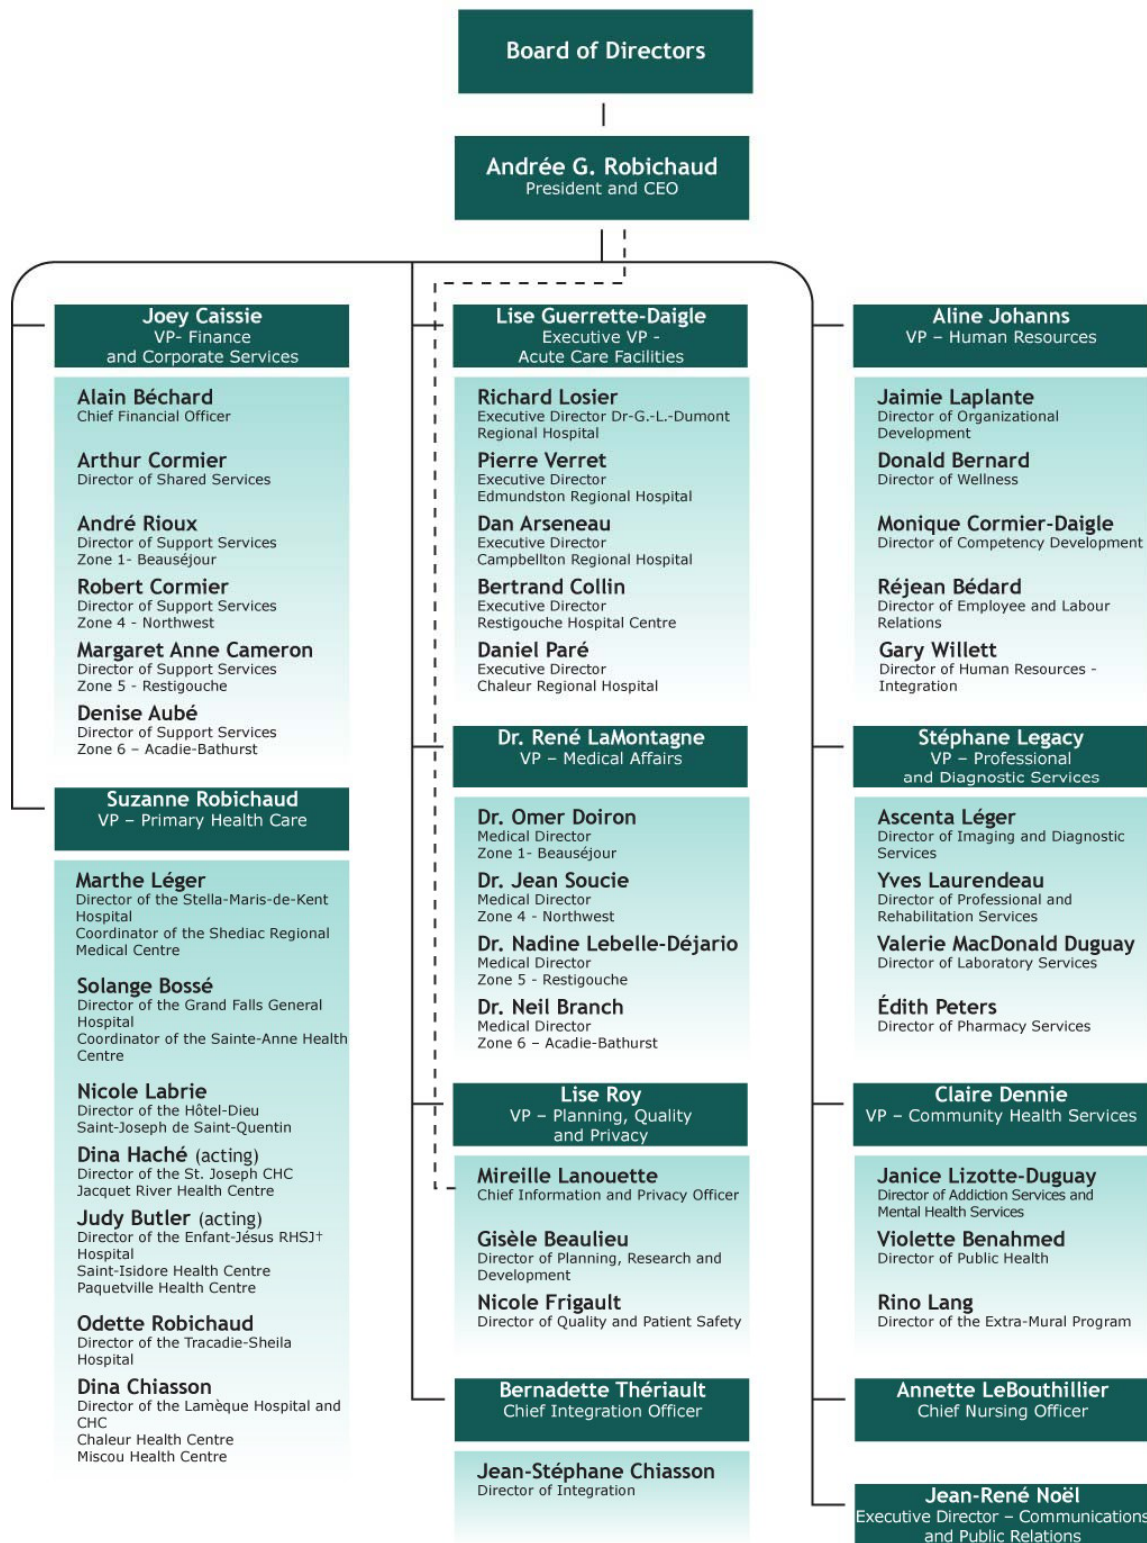 Board of Directors
Andrée G. Robichaud
President and CEO
Joey Caissie
VP- Finance
and Corporate Services
Alain Béchard
Chief Financial Officer
Arthur Cormier
Director of Shared Services
André Rioux
Director of Support Services
Zone 1- Beauséjour
Robert Cormier
Director of Support Services
Zone 4 - Northwest
Margaret Anne Cameron
Director of Support Services
Zone 5 - Restigouche
Denise Aubé
Director of Support Services
Zone 6 – Acadie-Bathurst
Suzanne Robichaud
VP – Primary Health Care
Marthe Léger
Director of the Stella-Maris-de-Kent
Hospital
Coordinator of the Shediac Regional
Medical Centre
Solange Bossé
Director of the Grand Falls General
Hospital
Coordinator of the Sainte-Anne Health
Centre
Nicole Labrie
Director of the Hôtel-Dieu
Saint-Joseph de Saint-Quentin
Dina Haché (acting)
Director of the St. Joseph CHC
Jacquet River Health Centre
Judy Butler (acting)
Director of the Enfant-Jésus RHSJ†
Hospital
Saint-Isidore Health Centre
Paquetville Health Centre
Odette Robichaud
Director of the Tracadie-Sheila
Hospital
Dina Chiasson
Director of the Lamèque Hospital and
CHC
Chaleur Health Centre
Miscou Health Centre
Lise Guerrette-Daigle
Executive VP -
Acute Care Facilities
Richard Losier
Executive Director Dr-G.-L.-Dumont
Regional Hospital
Pierre Verret
Executive Director
Edmundston Regional Hospital
Dan Arseneau
Executive Director
Campbellton Regional Hospital
Bertrand Collin
Executive Director
Restigouche Hospital Centre
Daniel Paré
Executive Director
Chaleur Regional Hospital
Dr. René LaMontagne
VP – Medical Affairs
Dr. Omer Doiron
Medical Director
Zone 1- Beauséjour
Dr. Jean Soucie
Medical Director
Zone 4 - Northwest
Dr. Nadine Lebelle-Déjario
Medical Director
Zone 5 - Restigouche
Dr. Neil Branch
Medical Director
Zone 6 – Acadie-Bathurst
Lise Roy
VP – Planning, Quality
and Privacy
Mireille Lanouette
Chief Information and Privacy Officer
Gisèle Beaulieu
Director of Planning, Research and
Development
Nicole Frigault
Director of Quality and Patient Safety
Bernadette Thériault
Chief Integration Officer
Jean-Stéphane Chiasson
Director of Integration
Aline Johanns
VP – Human Resources
Jaimie Laplante
Director of Organizational
Development
Donald Bernard
Director of Wellness
Monique Cormier-Daigle
Director of Competency Development
Réjean Bédard
Director of Employee and Labour
Relations
Gary Willett
Director of Human Resources -
Integration
Stéphane Legacy
VP – Professional
and Diagnostic Services
Ascenta Léger
Director of Imaging and Diagnostic
Services
Yves Laurendeau
Director of Professional and
Rehabilitation Services
Valerie MacDonald Duguay
Director of Laboratory Services
Édith Peters
Director of Pharmacy Services
Claire Dennie
VP – Community Health Services
Janice Lizotte-Duguay
Director of Addiction Services and
Mental Health Services
Violette Benahmed
Director of Public Health
Rino Lang
Director of the Extra-Mural Program
Annette LeBouthillier
Chief Nursing Officer
Jean-René Noël
Executive Director – Communications
and Public Relations